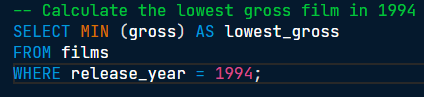 -- Calculate the lowest gross film in 1994
SELECT MIN (gross) AS lowest_gross
FROM films
WHERE release_year = 1994;